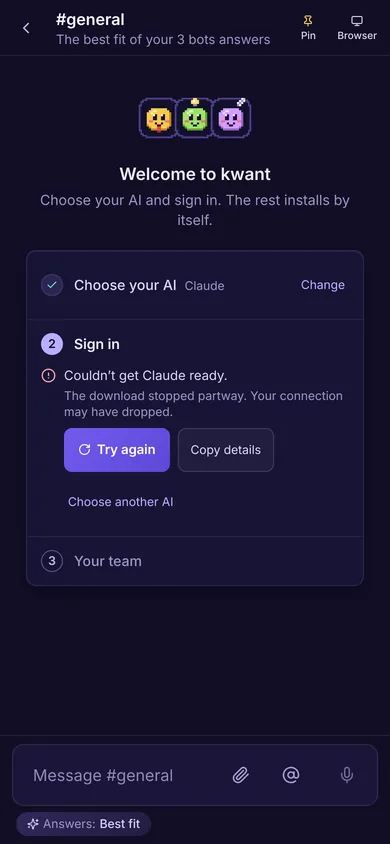 #general
The best fit of your 3 bots answers
Pin
Browser
Welcome to kwant
Choose your AI and sign in. The rest installs by
itself.
Choose your AI Claude
Change
2 Sign in
Couldn’t get Claude ready.
The download stopped partway. Your connection
may have dropped.
Try again
Copy details
Choose another AI
3 Your team
Message #general
Answers: Best fit